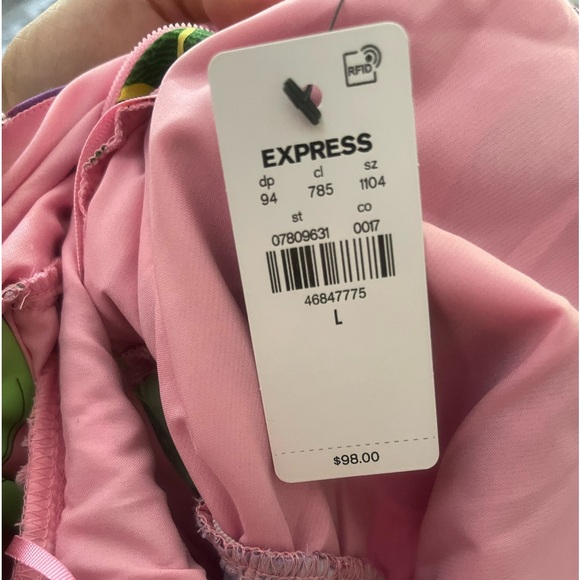 RFID
EXPRESS
dp cl sz
94 785 1104
st co
07809631 0017
46847775
L
$98.00